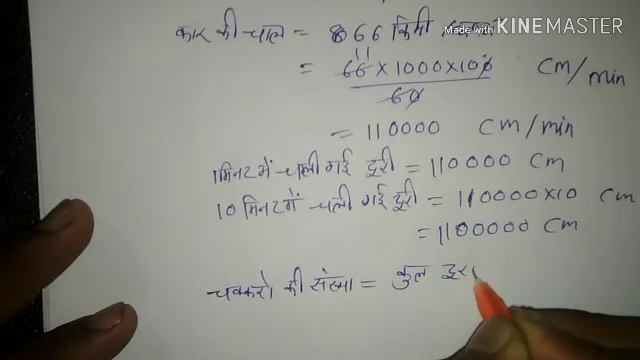 Made with KINEMASTER
कार की चाल = 66 किमी
= 66×1000×100 cm/min
60
= 110000 cm/min
1 मिनट में चली गई दूरी = 110000 cm
10 मिनट में चली गई दूरी = 110000×10 cm
= 1100000 cm
चक्करो की संख्या = कुल दूर